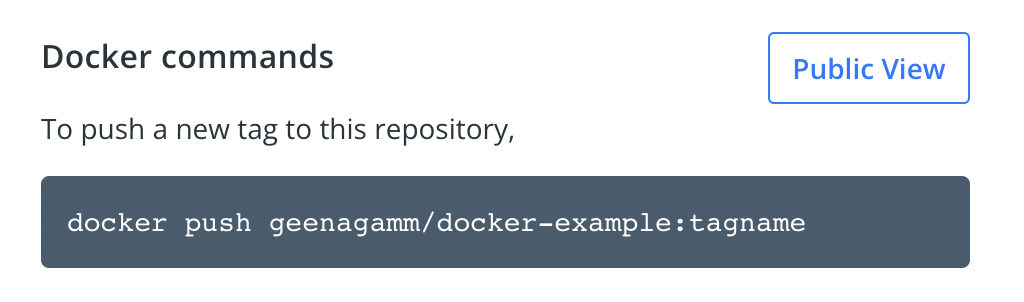 Docker commands
Public View
To push a new tag to this repository,
docker push geenagamm/docker-example:tagname